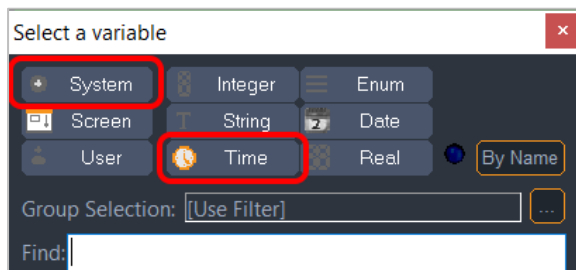 Select a variable
System Integer Enum
Screen String Date
User Time Real By Name
Group Selection: [Use Filter] ...
Find: